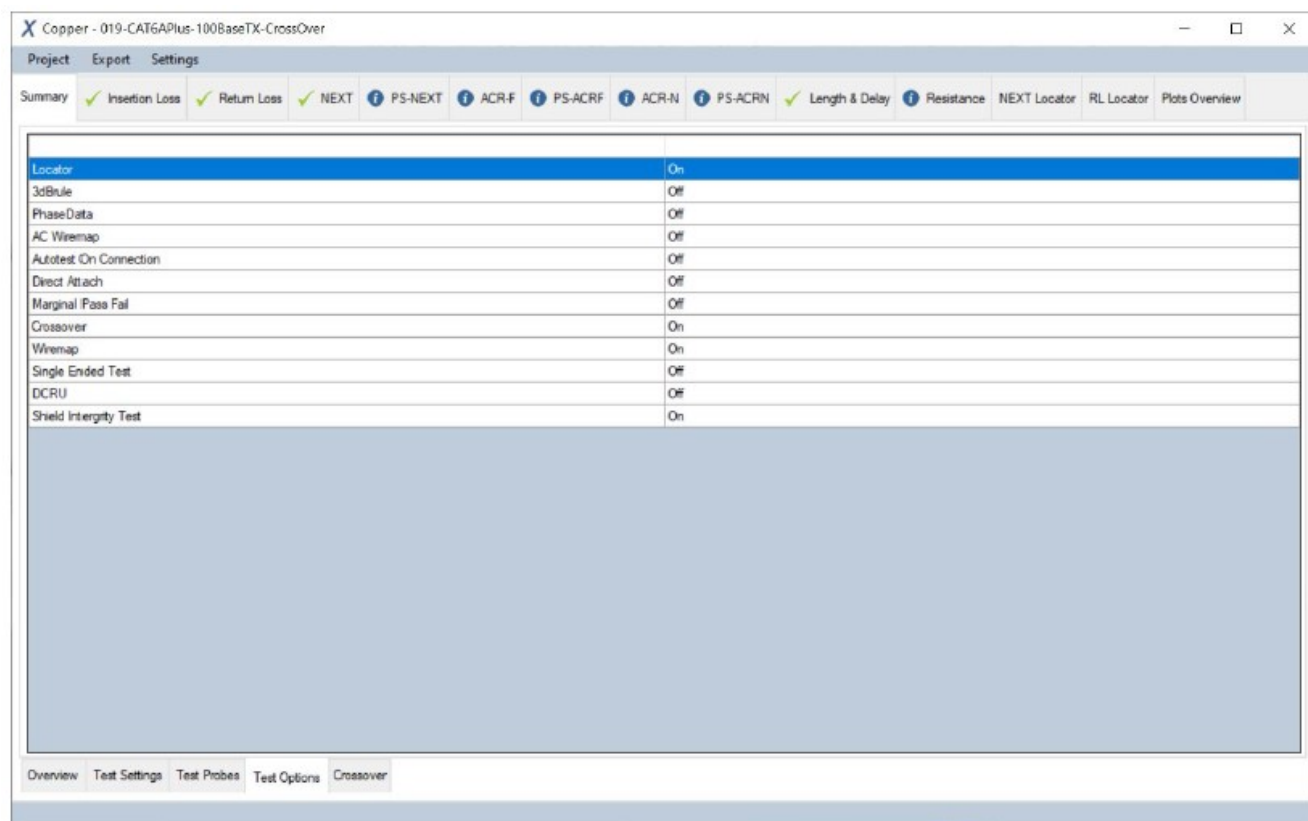 X Copper - 019-CAT6APlus-100BaseTX-CrossOver
Project Export Settings
Summary Insertion Loss Return Loss NEXT PS-NEXT ACR-F PS-ACRF ACR-N PS-ACRN Length & Delay Resistance NEXT Locator RL Locator Plots Overview
Locator On
3dBrule Off
PhaseData Off
AC Wiremap Off
Autotest On Connection Off
Direct Attach Off
Marginal Pass Fail Off
Crossover On
Wiremap On
Single Ended Test Off
DCRU Off
Shield Intergrity Test On
Overview Test Settings Test Probes Test Options Crossover